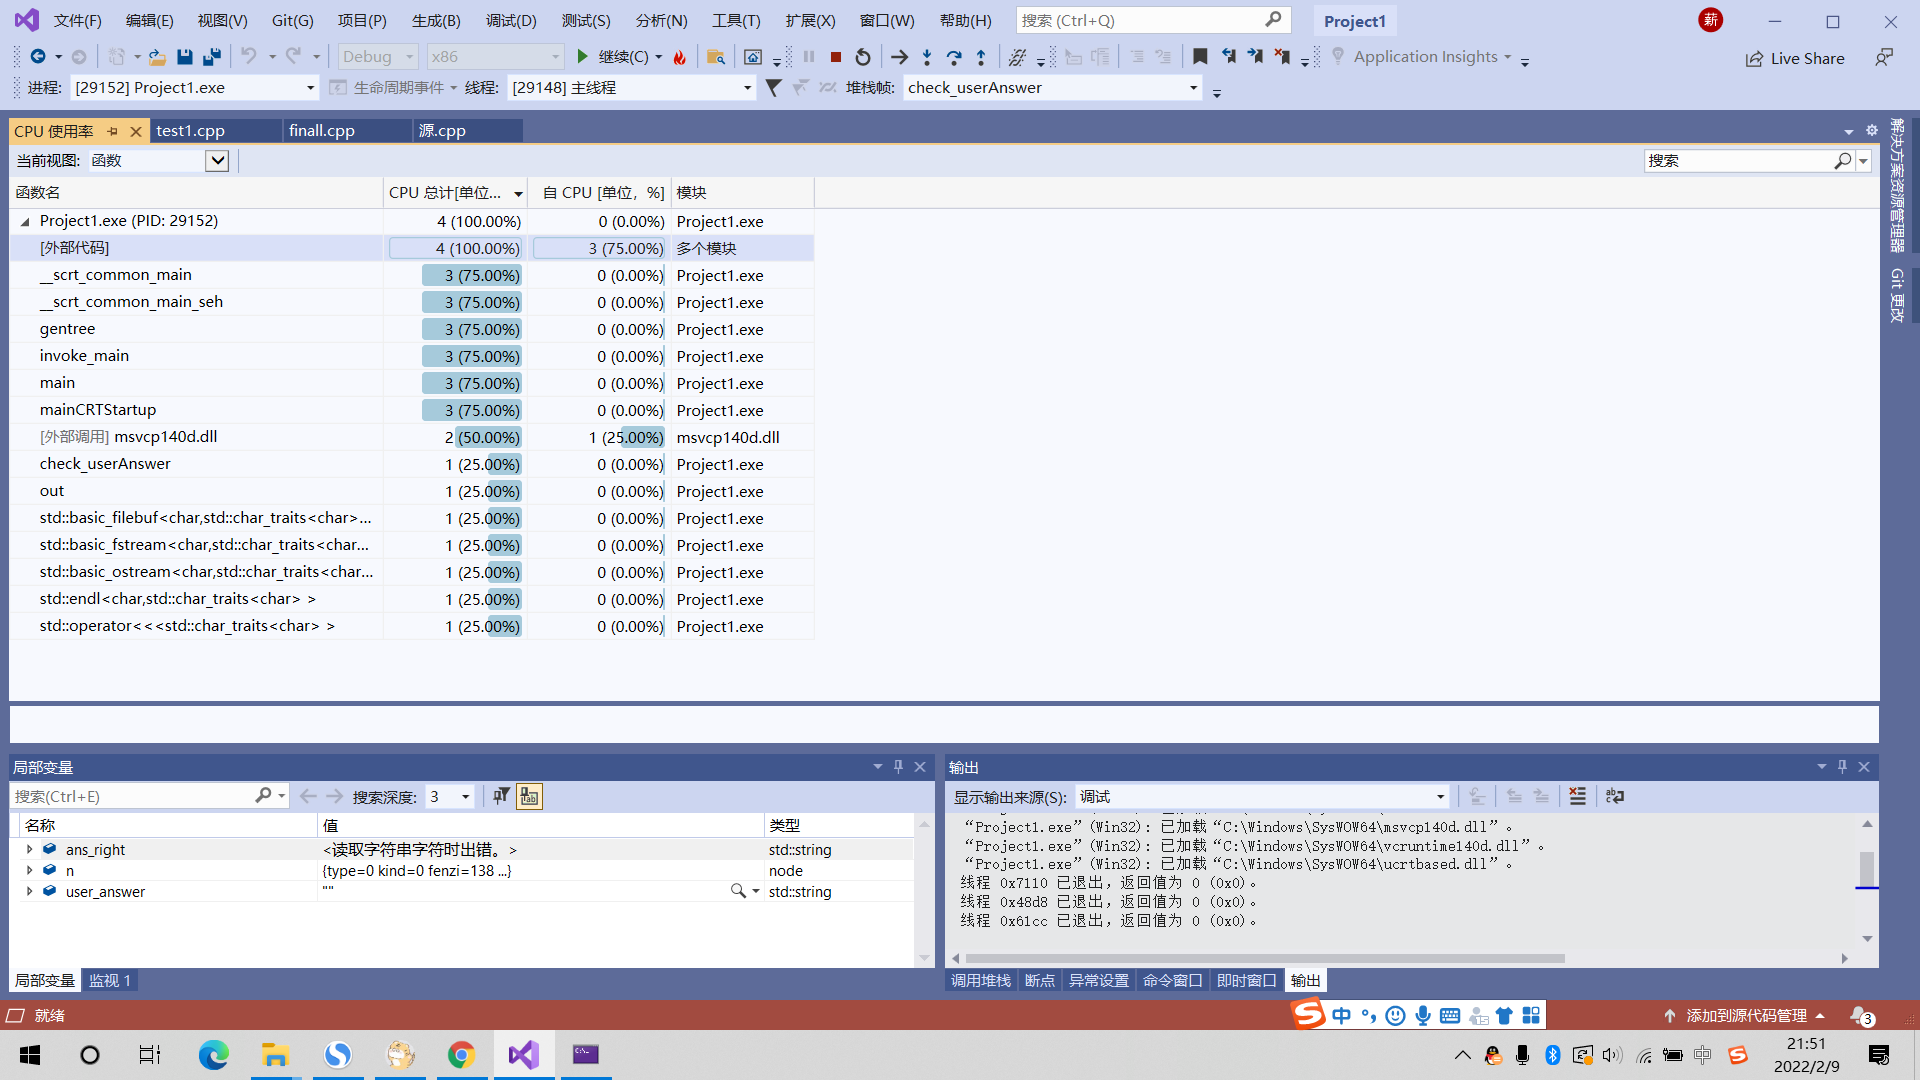 文件(F) 编辑(E) 视图(V) Git(G) 项目(P) 生成(B) 调试(D) 测试(S) 分析(N) 工具(T) 扩展(X) 窗口(W) 帮助(H) 搜索 (Ctrl+Q) Project1 薪
Debug x86 继续(C) Application Insights Live Share
进程: [29152] Project1.exe 生命周期事件 线程: [29148] 主线程 堆栈帧: check_userAnswer
CPU 使用率 test1.cpp finall.cpp 源.cpp
当前视图: 函数 搜索
函数名 CPU 总计[单位... 自 CPU [单位, %] 模块
Project1.exe (PID: 29152) 4 (100.00%) 0 (0.00%) Project1.exe
[外部代码] 4 (100.00%) 3 (75.00%) 多个模块
__scrt_common_main 3 (75.00%) 0 (0.00%) Project1.exe
__scrt_common_main_seh 3 (75.00%) 0 (0.00%) Project1.exe
gentree 3 (75.00%) 0 (0.00%) Project1.exe
invoke_main 3 (75.00%) 0 (0.00%) Project1.exe
main 3 (75.00%) 0 (0.00%) Project1.exe
mainCRTStartup 3 (75.00%) 0 (0.00%) Project1.exe
[外部调用] msvcp140d.dll 2 (50.00%) 1 (25.00%) msvcp140d.dll
check_userAnswer 1 (25.00%) 0 (0.00%) Project1.exe
out 1 (25.00%) 0 (0.00%) Project1.exe
std::basic_filebuf<char,std::char_traits<char>... 1 (25.00%) 0 (0.00%) Project1.exe
std::basic_fstream<char,std::char_traits<char... 1 (25.00%) 0 (0.00%) Project1.exe
std::basic_ostream<char,std::char_traits<char... 1 (25.00%) 0 (0.00%) Project1.exe
std::endl<char,std::char_traits<char> > 1 (25.00%) 0 (0.00%) Project1.exe
std::operator<<<std::char_traits<char> > 1 (25.00%) 0 (0.00%) Project1.exe
解决方案资源管理器
Git 更改
局部变量
搜索(Ctrl+E) 搜索深度: 3
名称 值 类型
ans_right <读取字符串字符时出错。> std::string
n {type=0 kind=0 fenzi=138 ...} node
user_answer "" std::string
局部变量 监视 1
输出
显示输出来源(S): 调试
“Project1.exe”(Win32): 已加载“C:\Windows\SysWOW64\msvcp140d.dll”。
“Project1.exe”(Win32): 已加载“C:\Windows\SysWOW64\vcruntime140d.dll”。
“Project1.exe”(Win32): 已加载“C:\Windows\SysWOW64\ucrtbased.dll”。
线程 0x7110 已退出，返回值为 0 (0x0)。
线程 0x48d8 已退出，返回值为 0 (0x0)。
线程 0x61cc 已退出，返回值为 0 (0x0)。
调用堆栈 断点 异常设置 命令窗口 即时窗口 输出
就绪 中 添加到源代码管理 3
中 21:51
2022/2/9